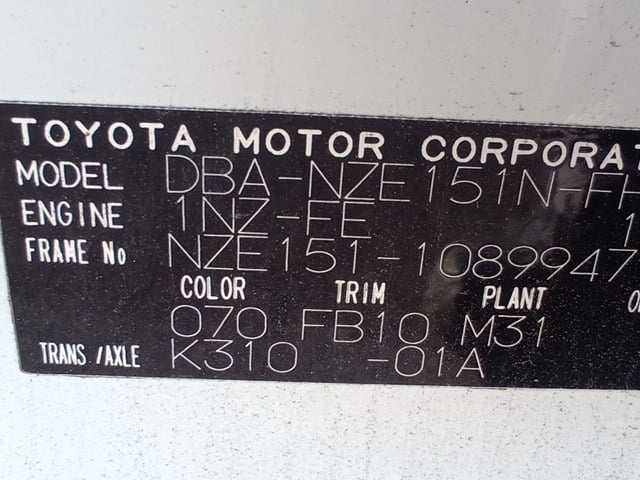 TOYOTA MOTOR CORPORAT
MODEL DBA-NZE151N-FH
ENGINE 1NZ-FE 1
FRAME No NZE151-1089947
COLOR TRIM PLANT
070 FB10 M31
TRANS./AXLE K310 -01A